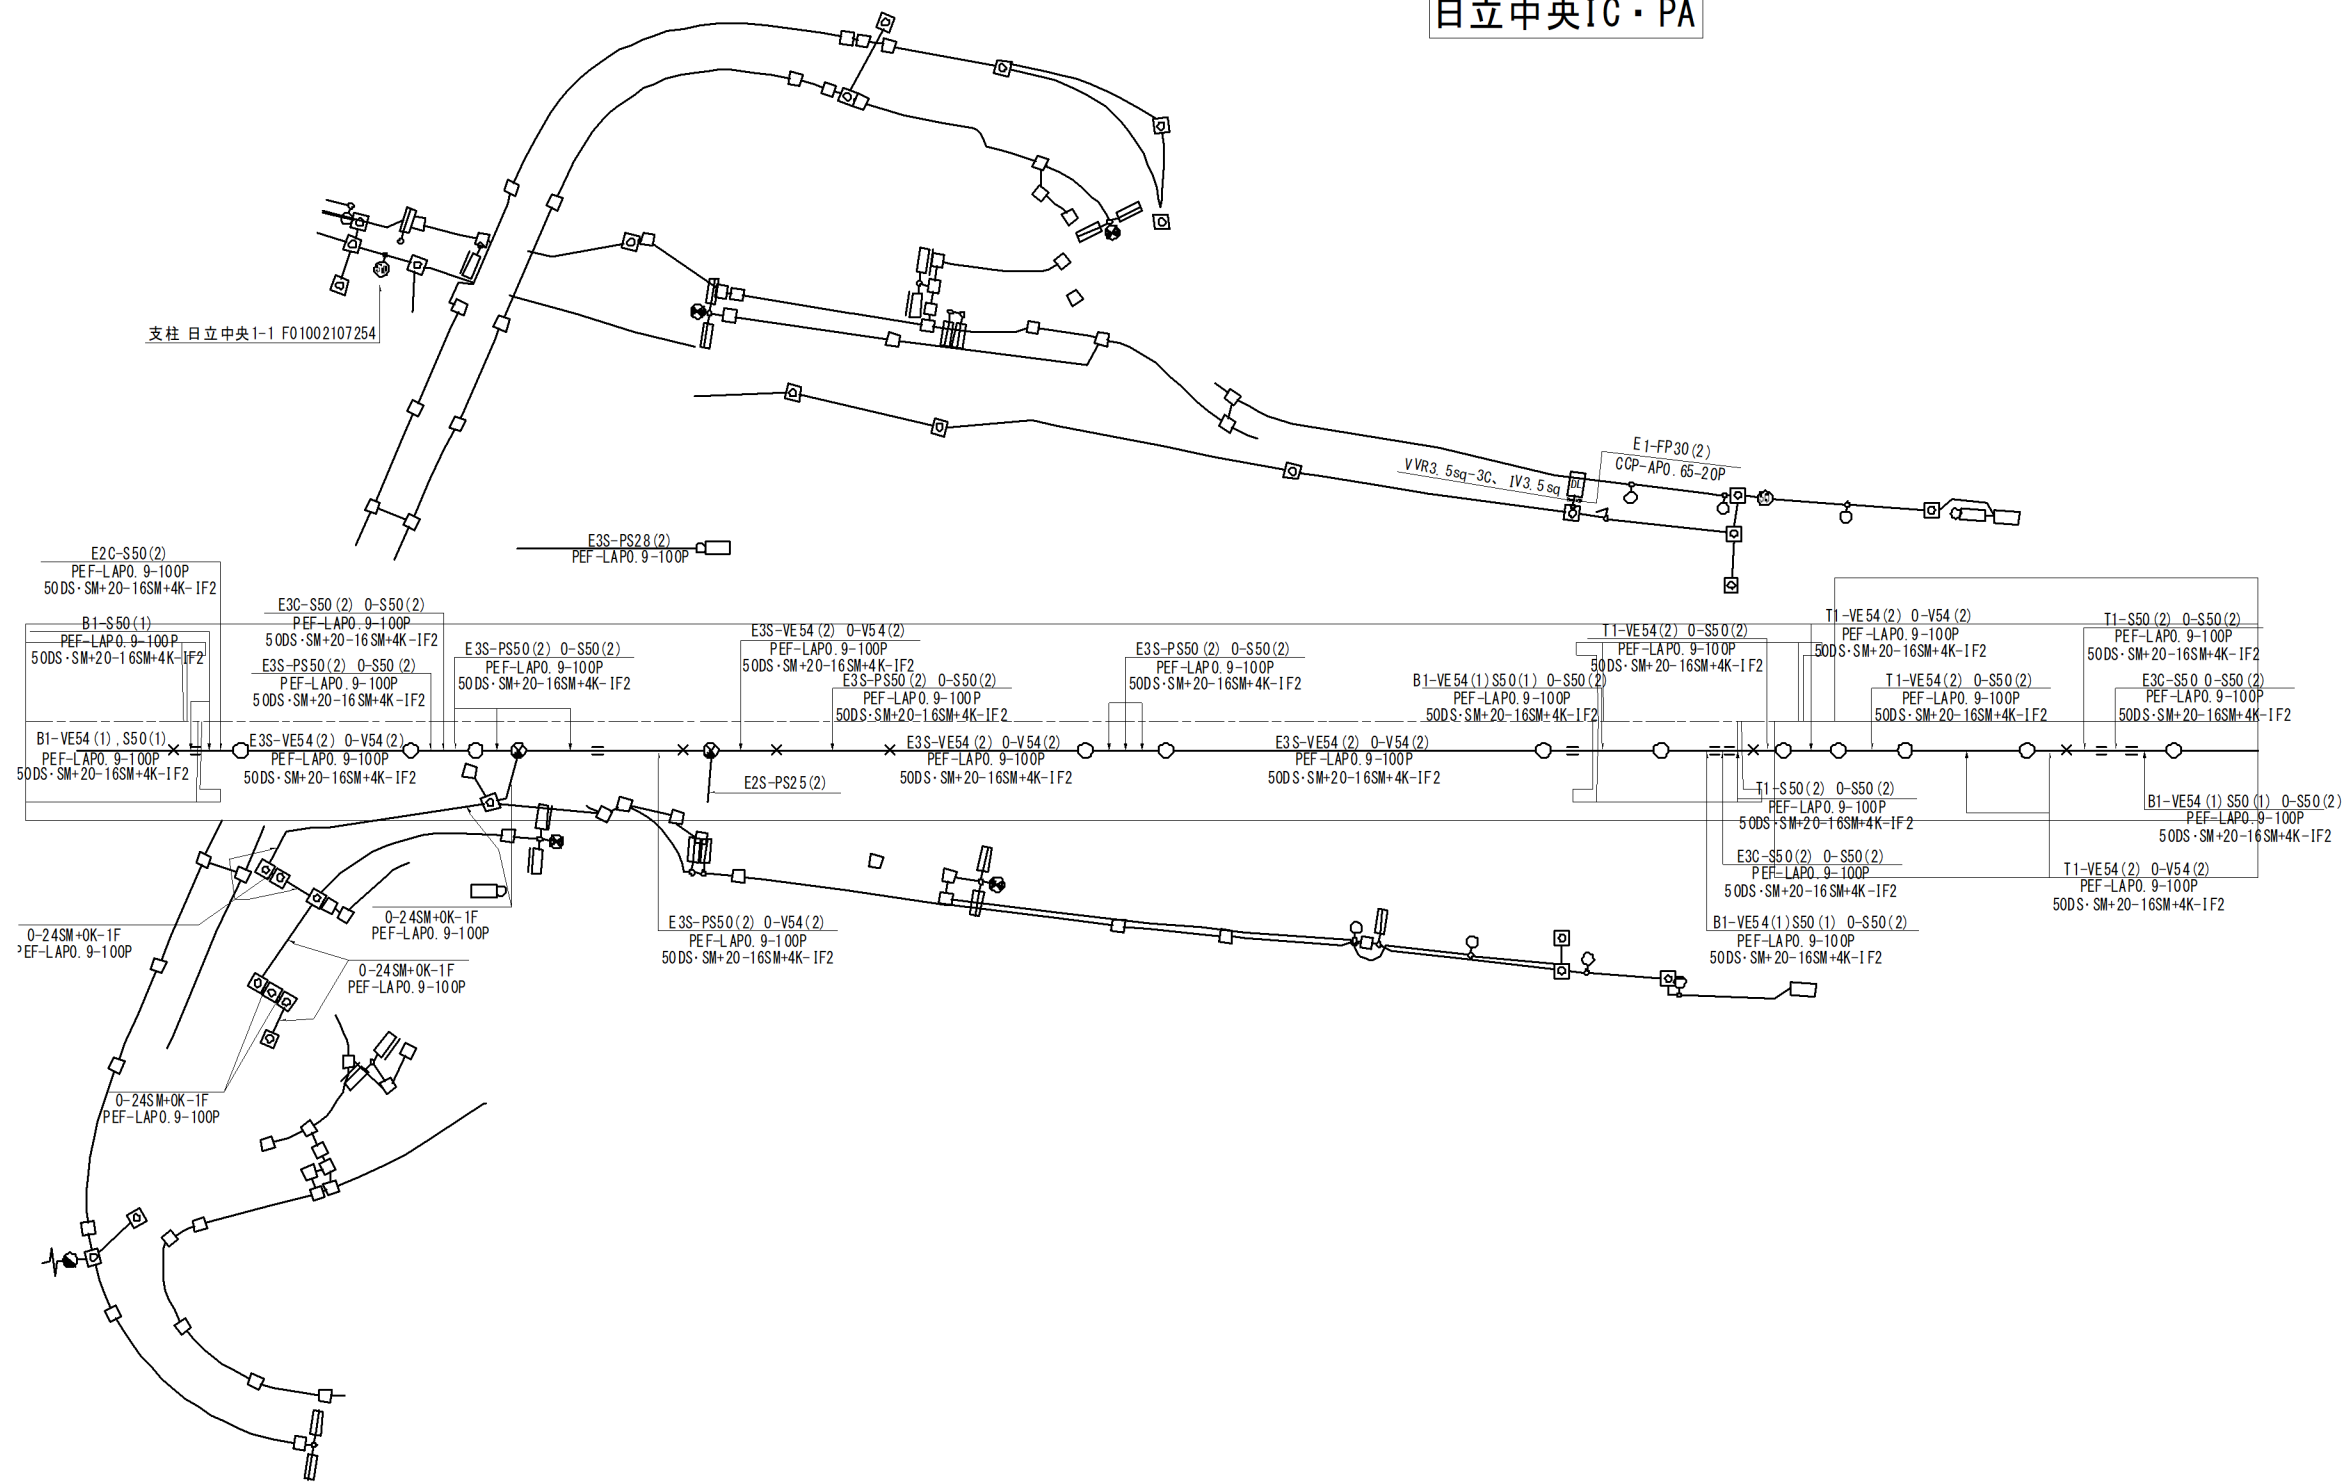 日立中央IC・PA
支柱 日立中央1-1 F01002107254
E1-FP30(2)
CCP-AP0.65-20P
VVR3.5sq-3C、IV3.5sq
DL
E3S-PS28(2)
PEF-LAP0.9-100P
E2C-S50(2)
PEF-LAP0.9-100P
50DS·SM+20-16SM+4K-IF2
B1-S50(1)
PEF-LAP0.9-100P
50DS·SM+20-16SM+4K-IF2
E3C-S50(2) 0-S50(2)
PEF-LAP0.9-100P
50DS·SM+20-16SM+4K-IF2
E3S-PS50(2) 0-S50(2)
PEF-LAP0.9-100P
50DS·SM+20-16SM+4K-IF2
E3S-PS50(2) 0-S50(2)
PEF-LAP0.9-100P
50DS·SM+20-16SM+4K-IF2
E3S-VE54(2) 0-V54(2)
PEF-LAP0.9-100P
50DS·SM+20-16SM+4K-IF2
E3S-PS50(2) 0-S50(2)
PEF-LAP0.9-100P
50DS·SM+20-16SM+4K-IF2
E3S-PS50(2) 0-S50(2)
PEF-LAP0.9-100P
50DS·SM+20-16SM+4K-IF2
B1-VE54(1)S50(1) 0-S50(2)
PEF-LAP0.9-100P
50DS·SM+20-16SM+4K-IF2
T1-VE54(2) 0-S50(2)
PEF-LAP0.9-100P
50DS·SM+20-16SM+4K-IF2
T1-VE54(2) 0-V54(2)
PEF-LAP0.9-100P
50DS·SM+20-16SM+4K-IF2
T1-VE54(2) 0-S50(2)
PEF-LAP0.9-100P
50DS·SM+20-16SM+4K-IF2
T1-S50(2) 0-S50(2)
PEF-LAP0.9-100P
50DS·SM+20-16SM+4K-IF2
E3C-S50 0-S50(2)
PEF-LAP0.9-100P
50DS·SM+20-16SM+4K-IF2
B1-VE54(1),S50(1)
PEF-LAP0.9-100P
50DS·SM+20-16SM+4K-IF2
E3S-VE54(2) 0-V54(2)
PEF-LAP0.9-100P
50DS·SM+20-16SM+4K-IF2
E3S-VE54(2) 0-V54(2)
PEF-LAP0.9-100P
50DS·SM+20-16SM+4K-IF2
E3S-VE54(2) 0-V54(2)
PEF-LAP0.9-100P
50DS·SM+20-16SM+4K-IF2
E2S-PS25(2)
T1-S50(2) 0-S50(2)
PEF-LAP0.9-100P
50DS·SM+20-16SM+4K-IF2
B1-VE54(1)S50(1) 0-S50(2)
PEF-LAP0.9-100P
50DS·SM+20-16SM+4K-IF2
E3C-S50(2) 0-S50(2)
PEF-LAP0.9-100P
50DS·SM+20-16SM+4K-IF2
T1-VE54(2) 0-V54(2)
PEF-LAP0.9-100P
50DS·SM+20-16SM+4K-IF2
B1-VE54(1)S50(1) 0-S50(2)
PEF-LAP0.9-100P
50DS·SM+20-16SM+4K-IF2
E3S-PS50(2) 0-V54(2)
PEF-LAP0.9-100P
50DS·SM+20-16SM+4K-IF2
0-24SM+0K-1F
PEF-LAP0.9-100P
0-24SM+0K-1F
PEF-LAP0.9-100P
0-24SM+0K-1F
PEF-LAP0.9-100P
0-24SM+0K-1F
PEF-LAP0.9-100P